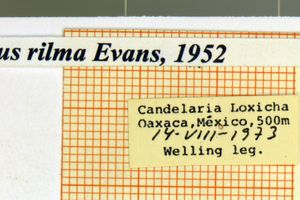 us rilma Evans, 1952
Candelaria Loxicha
Oaxaca, México, 500m
14-VIII-1973
Welling leg.